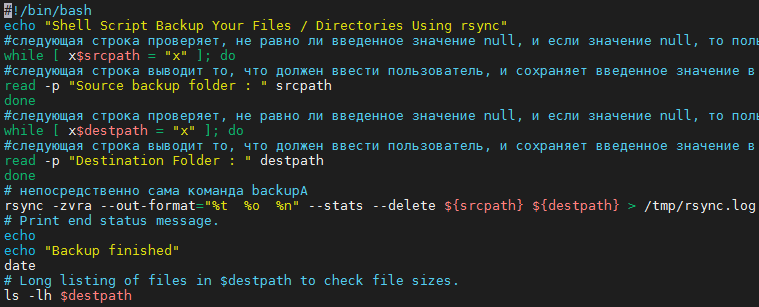 #!/bin/bash
echo "Shell Script Backup Your Files / Directories Using rsync"
#следующая строка проверяет, не равно ли введенное значение null, и если значение null, то поль
while [ x$srcpath = "x" ]; do
#следующая строка выводит то, что должен ввести пользователь, и сохраняет введенное значение в
read -p "Source backup folder : " srcpath
done
#следующая строка проверяет, не равно ли введенное значение null, и если значение null, то поль
while [ x$destpath = "x" ]; do
#следующая строка выводит то, что должен ввести пользователь, и сохраняет введенное значение в
read -p "Destination Folder : " destpath
done
# непосредственно сама команда backupA
rsync -zvra --out-format="%t  %o  %n" --stats --delete ${srcpath} ${destpath} > /tmp/rsync.log
# Print end status message.
echo
echo "Backup finished"
date
# Long listing of files in $destpath to check file sizes.
ls -lh $destpath